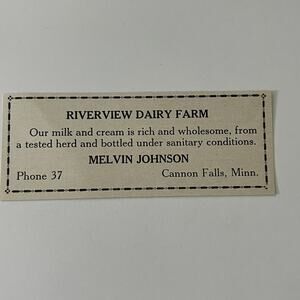 RIVERVIEW DAIRY FARM
Our milk and cream is rich and wholesome, from
a tested herd and bottled under sanitary conditions.
MELVIN JOHNSON
Phone 37 Cannon Falls, Minn.